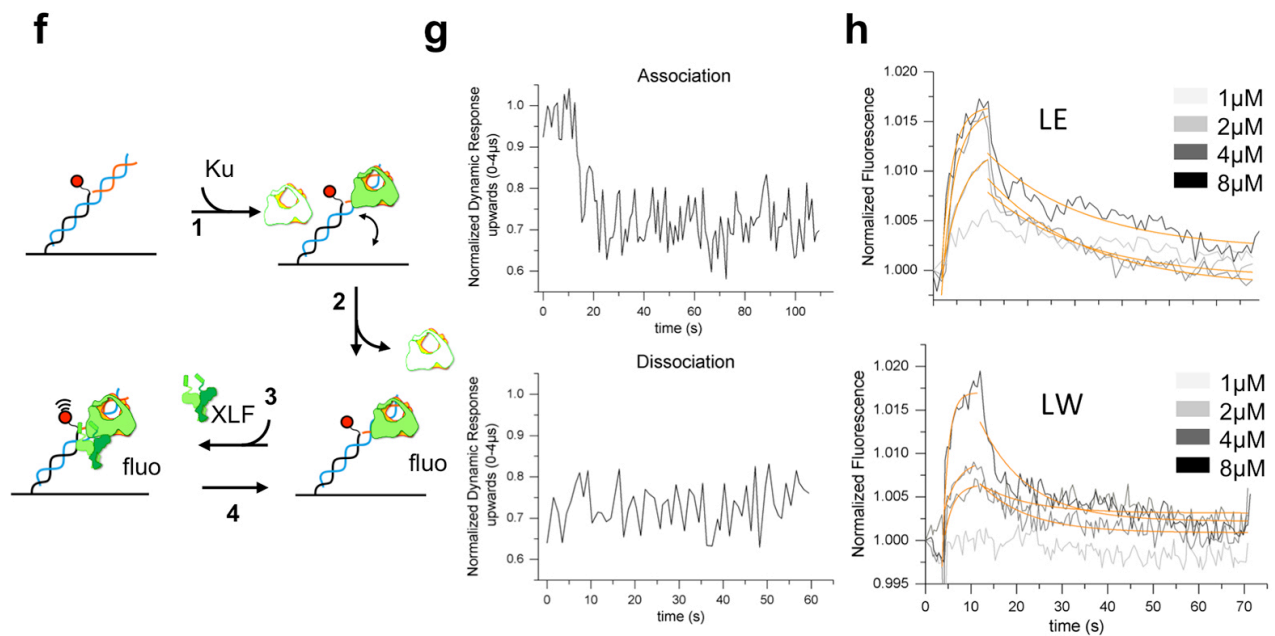 f
Ku
1
2
XLF
3
fluo
fluo
4
g
Association
Normalized Dynamic Response
upwards (0-4µs)
1.0
0.9
0.8
0.7
0.6
0 20 40 60 80 100
time (s)
Dissociation
Normalized Dynamic Response
upwards (0-4µs)
1.0
0.9
0.8
0.7
0.6
0 10 20 30 40 50 60
time (s)
h
Normalized Fluorescence
1.020
1.015
1.010
1.005
1.000
LE
1µM
2µM
4µM
8µM
Normalized Fluorescence
1.020
1.015
1.010
1.005
1.000
0.995
LW
1µM
2µM
4µM
8µM
0 10 20 30 40 50 60 70
time (s)